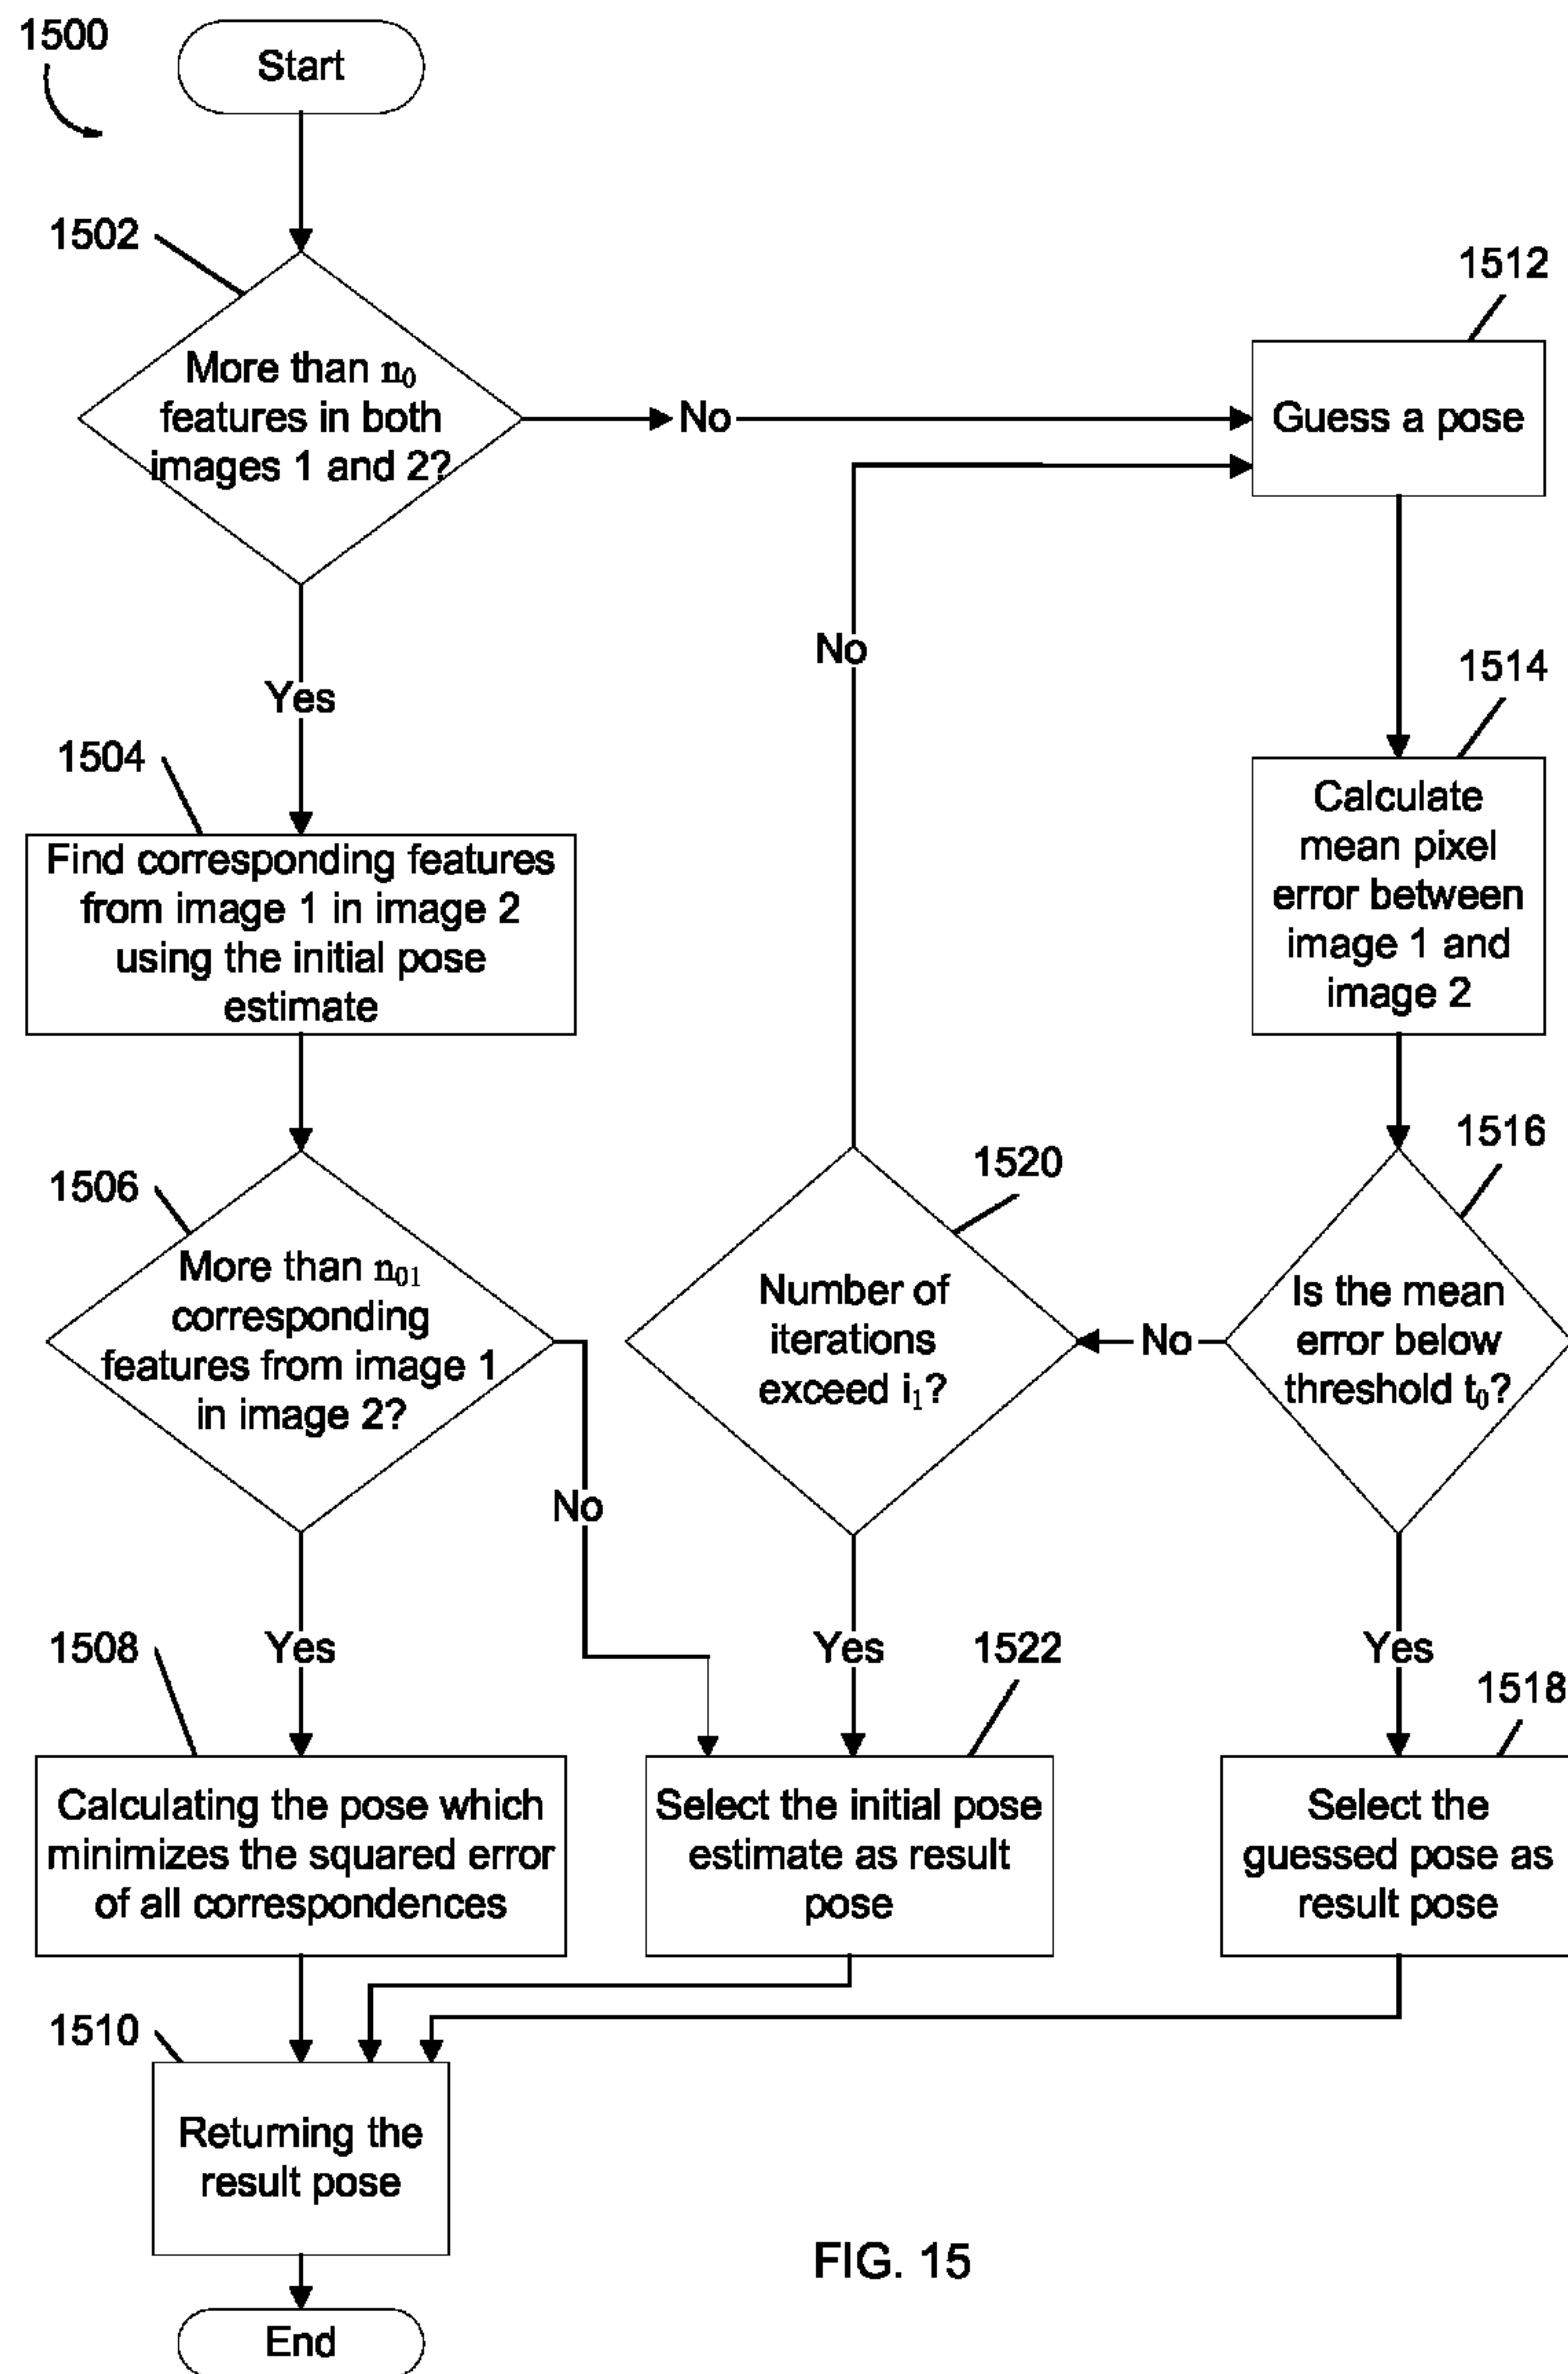 1500
Start
1502
More than n0
features in both
images 1 and 2?
No
1512
Guess a pose
Yes
No
1514
Calculate
mean pixel
error between
image 1 and
image 2
1504
Find corresponding features
from image 1 in image 2
using the initial pose
estimate
1506
More than n01
corresponding
features from image 1
in image 2?
No
1520
Number of
iterations
exceed i1?
No
1516
Is the mean
error below
threshold t0?
Yes
1508
Calculating the pose which
minimizes the squared error
of all correspondences
Yes
1522
Select the initial pose
estimate as result
pose
Yes
1518
Select the
guessed pose as
result pose
1510
Returning the
result pose
End
FIG. 15